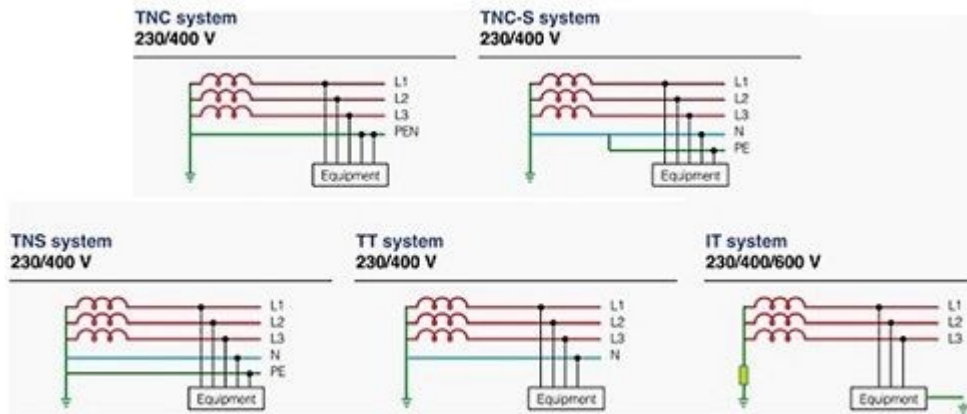 TNC system
230/400 V
L1
L2
L3
PEN
Equipment
TNC-S system
230/400 V
L1
L2
L3
N
PE
Equipment
TNS system
230/400 V
L1
L2
L3
N
PE
Equipment
TT system
230/400 V
L1
L2
L3
N
Equipment
IT system
230/400/600 V
L1
L2
L3
Equipment